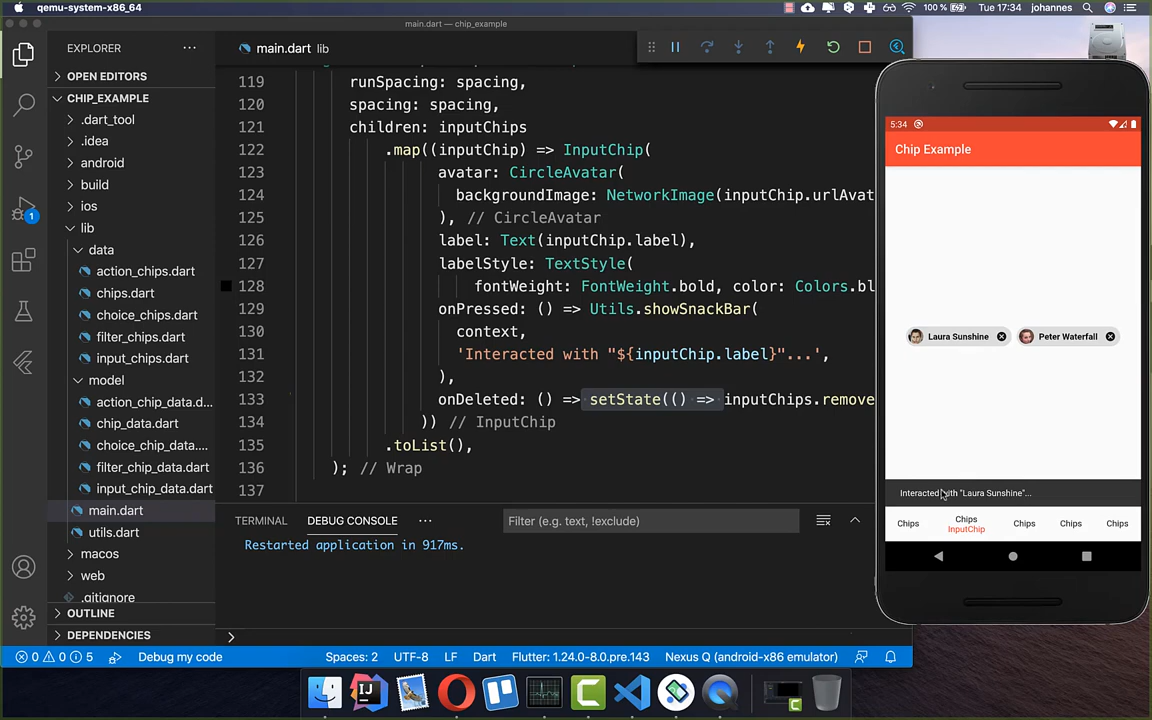 qemu-system-x86_64
100 %
Tue 17:34
johannes
main.dart — chip_example
EXPLORER
OPEN EDITORS
CHIP_EXAMPLE
.dart_tool
.idea
android
build
ios
1
lib
data
action_chips.dart
chips.dart
choice_chips.dart
filter_chips.dart
input_chips.dart
model
action_chip_data.d...
chip_data.dart
choice_chip_data....
filter_chip_data.dart
input_chip_data.dart
main.dart
utils.dart
macos
web
.gitignore
OUTLINE
DEPENDENCIES
main.dart lib
119 runSpacing: spacing,
120 spacing: spacing,
121 children: inputChips
122 .map((inputChip) => InputChip(
123 avatar: CircleAvatar(
124 backgroundImage: NetworkImage(inputChip.urlAvat
125 ), // CircleAvatar
126 label: Text(inputChip.label),
127 labelStyle: TextStyle(
128 fontWeight: FontWeight.bold, color: Colors.bl
129 onPressed: () => Utils.showSnackBar(
130 context,
131 'Interacted with "${inputChip.label}"...',
132 ),
133 onDeleted: () => setState(() => inputChips.remove
134 )) // InputChip
135 .toList(),
136 ); // Wrap
137
TERMINAL
DEBUG CONSOLE
Filter (e.g. text, !exclude)
Restarted application in 917ms.
5:34
Chip Example
Laura Sunshine
Peter Waterfall
Interacted with "Laura Sunshine"...
Chips
Chips
InputChip
Chips
Chips
Chips
0 0 5
Debug my code
Spaces: 2
UTF-8
LF
Dart
Flutter: 1.24.0-8.0.pre.143
Nexus Q (android-x86 emulator)